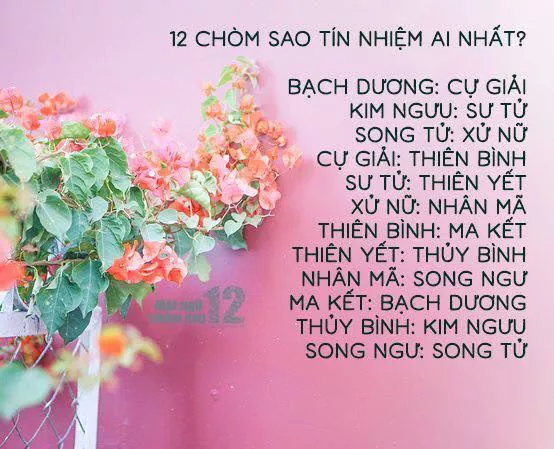 12 CHÒM SAO TÍN NHIỆM AI NHẤT?
BẠCH DƯƠNG: CỰ GIẢI
KIM NGƯU: SƯ TỬ
SONG TỬ: XỬ NỮ
CỰ GIẢI: THIÊN BÌNH
SƯ TỬ: THIÊN YẾT
XỬ NỮ: NHÂN MÃ
THIÊN BÌNH: MA KẾT
THIÊN YẾT: THỦY BÌNH
NHÂN MÃ: SONG NGƯ
MA KẾT: BẠCH DƯƠNG
THỦY BÌNH: KIM NGƯU
SONG NGƯ: SONG TỬ
12